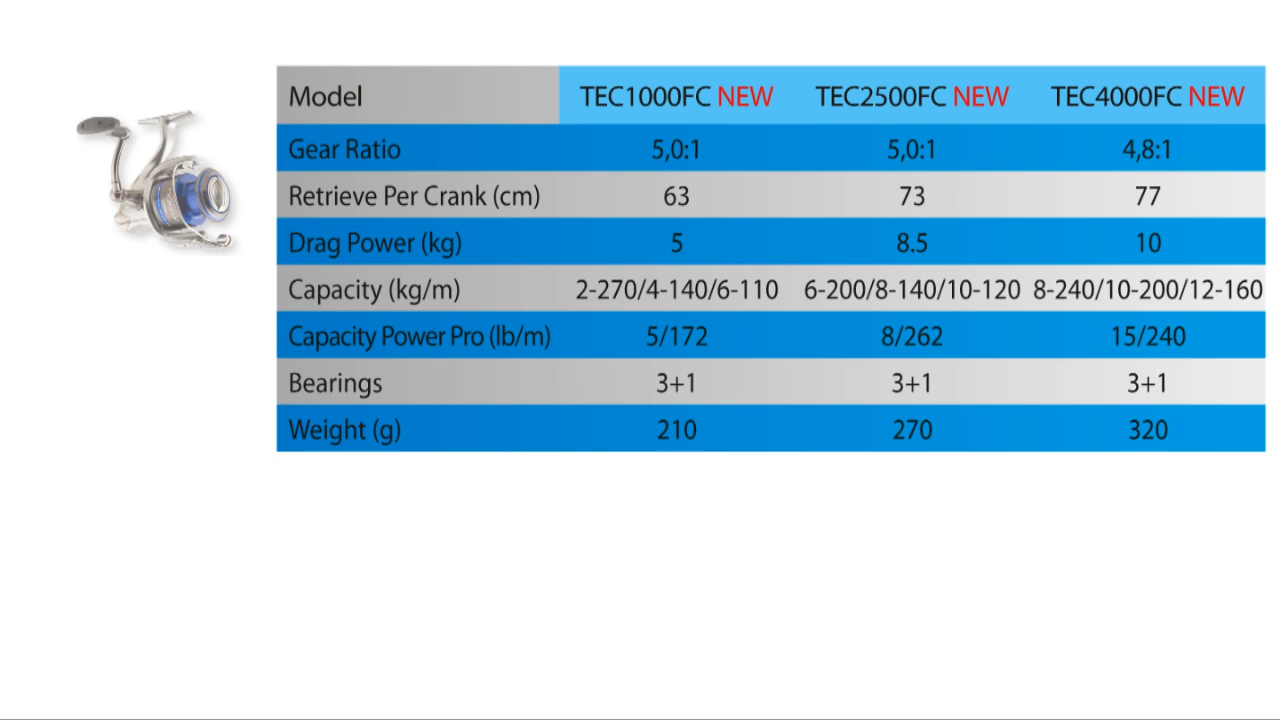 Model TEC1000FC NEW TEC2500FC NEW TEC4000FC NEW
Gear Ratio 5,0:1 5,0:1 4,8:1
Retrieve Per Crank (cm) 63 73 77
Drag Power (kg) 5 8.5 10
Capacity (kg/m) 2-270/4-140/6-110 6-200/8-140/10-120 8-240/10-200/12-160
Capacity Power Pro (lb/m) 5/172 8/262 15/240
Bearings 3+1 3+1 3+1
Weight (g) 210 270 320